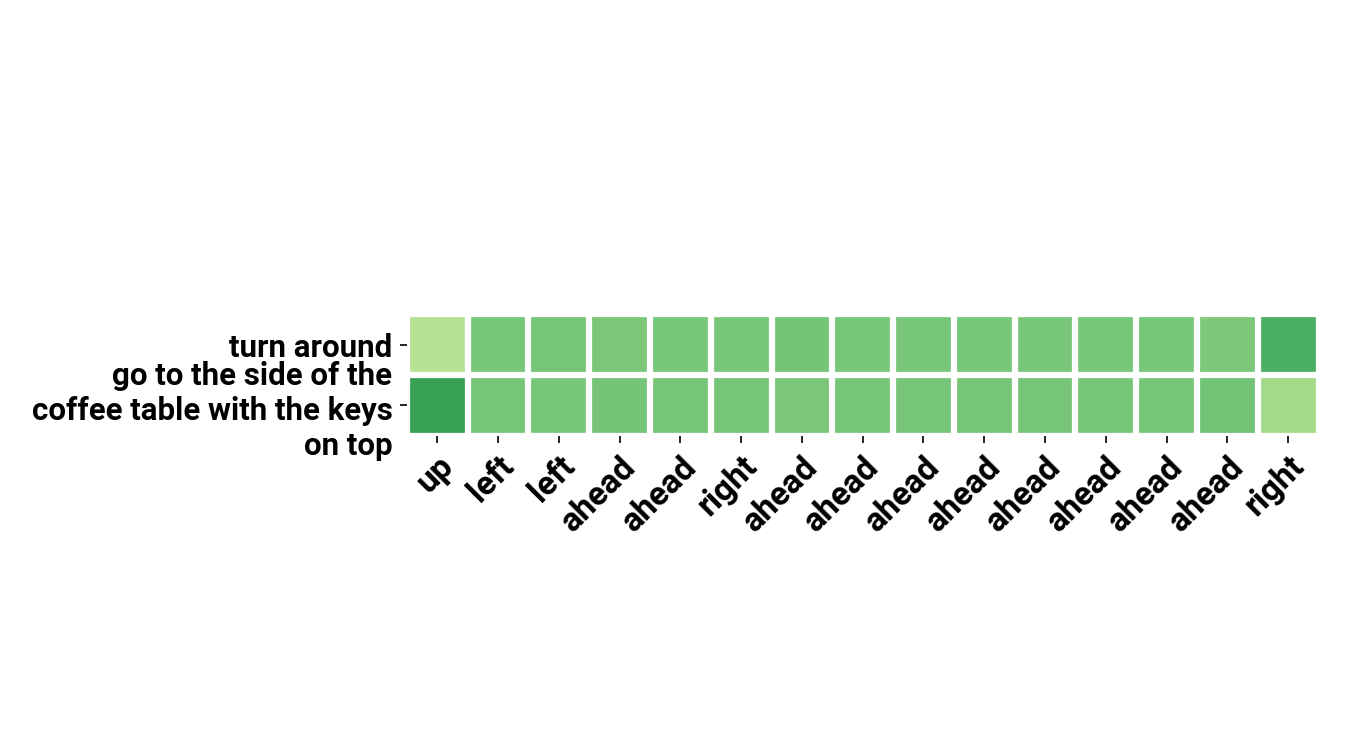 turn around
go to the side of the
coffee table with the keys
on top
up
left
left
ahead
ahead
right
ahead
ahead
ahead
ahead
ahead
ahead
ahead
ahead
right